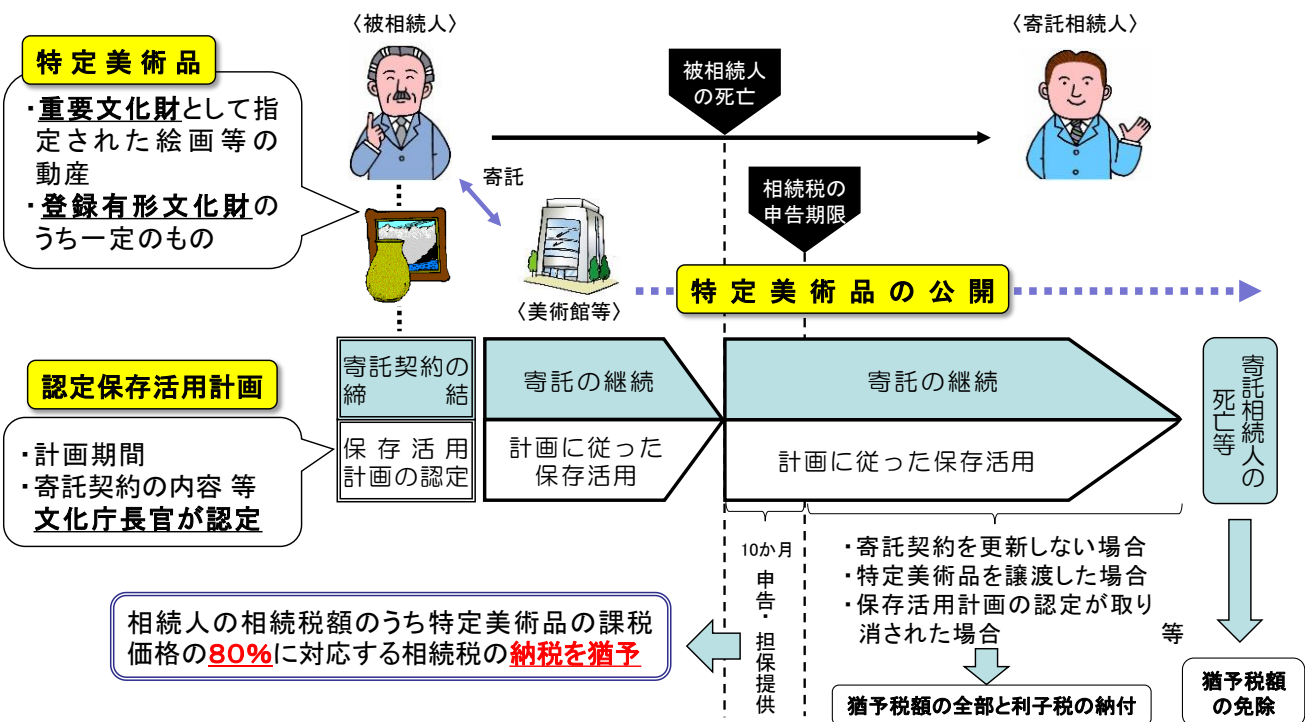 〈被相続人〉
〈寄託相続人〉
特定美術品
・重要文化財として指
定された絵画等の
動産
・登録有形文化財の
うち一定のもの
被相続人
の死亡
寄託
相続税の
申告期限
〈美術館等〉
特定美術品の公開
認定保存活用計画
・計画期間
・寄託契約の内容 等
文化庁長官が認定
寄託契約の
締結
寄託の継続
寄託の継続
保存活用
計画の認定
計画に従った
保存活用
計画に従った保存活用
寄託相続人の
死亡等
10か月
申告・担保提供
・寄託契約を更新しない場合
・特定美術品を譲渡した場合
・保存活用計画の認定が取り
消された場合 等
相続人の相続税額のうち特定美術品の課税
価格の80%に対応する相続税の納税を猶予
猶予税額の全部と利子税の納付
猶予税額
の免除